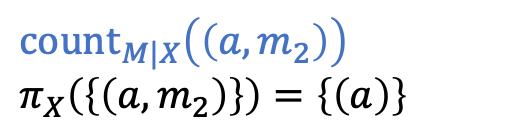 count_{M|X}((a, m_2))
π_X({(a, m_2)}) = {(a)}